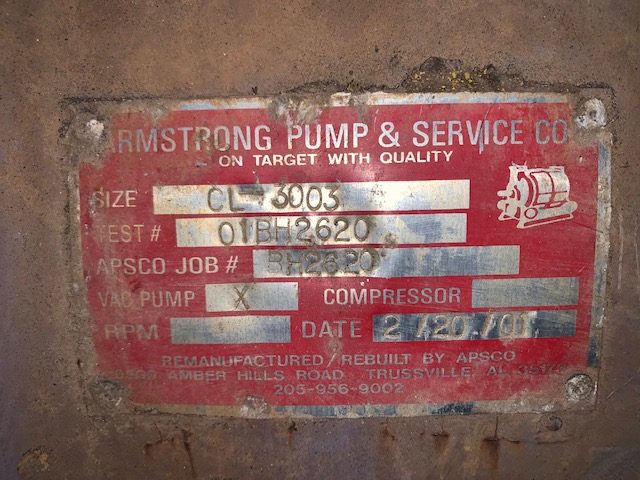 ARMSTRONG PUMP & SERVICE CO
ON TARGET WITH QUALITY
SIZE CL-3003
TEST # 01BH2620
APSCO JOB # BH2620
VAC PUMP X COMPRESSOR
RPM DATE 2/20/01
REMANUFACTURED/REBUILT BY APSCO
AMBER HILLS ROAD TRUSSVILLE, AL
205-956-9002